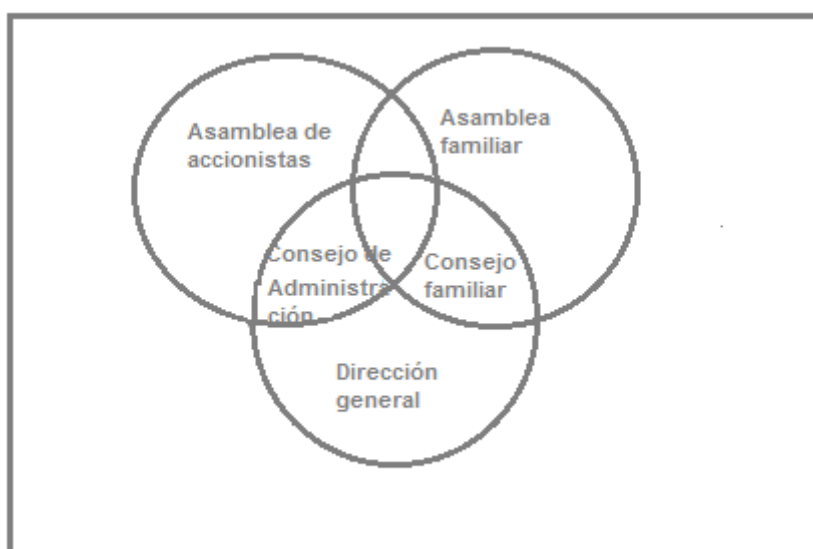 Asamblea de
accionistas
Asamblea
familiar
Consejo de
Administra
ción
Consejo
familiar
Dirección
general